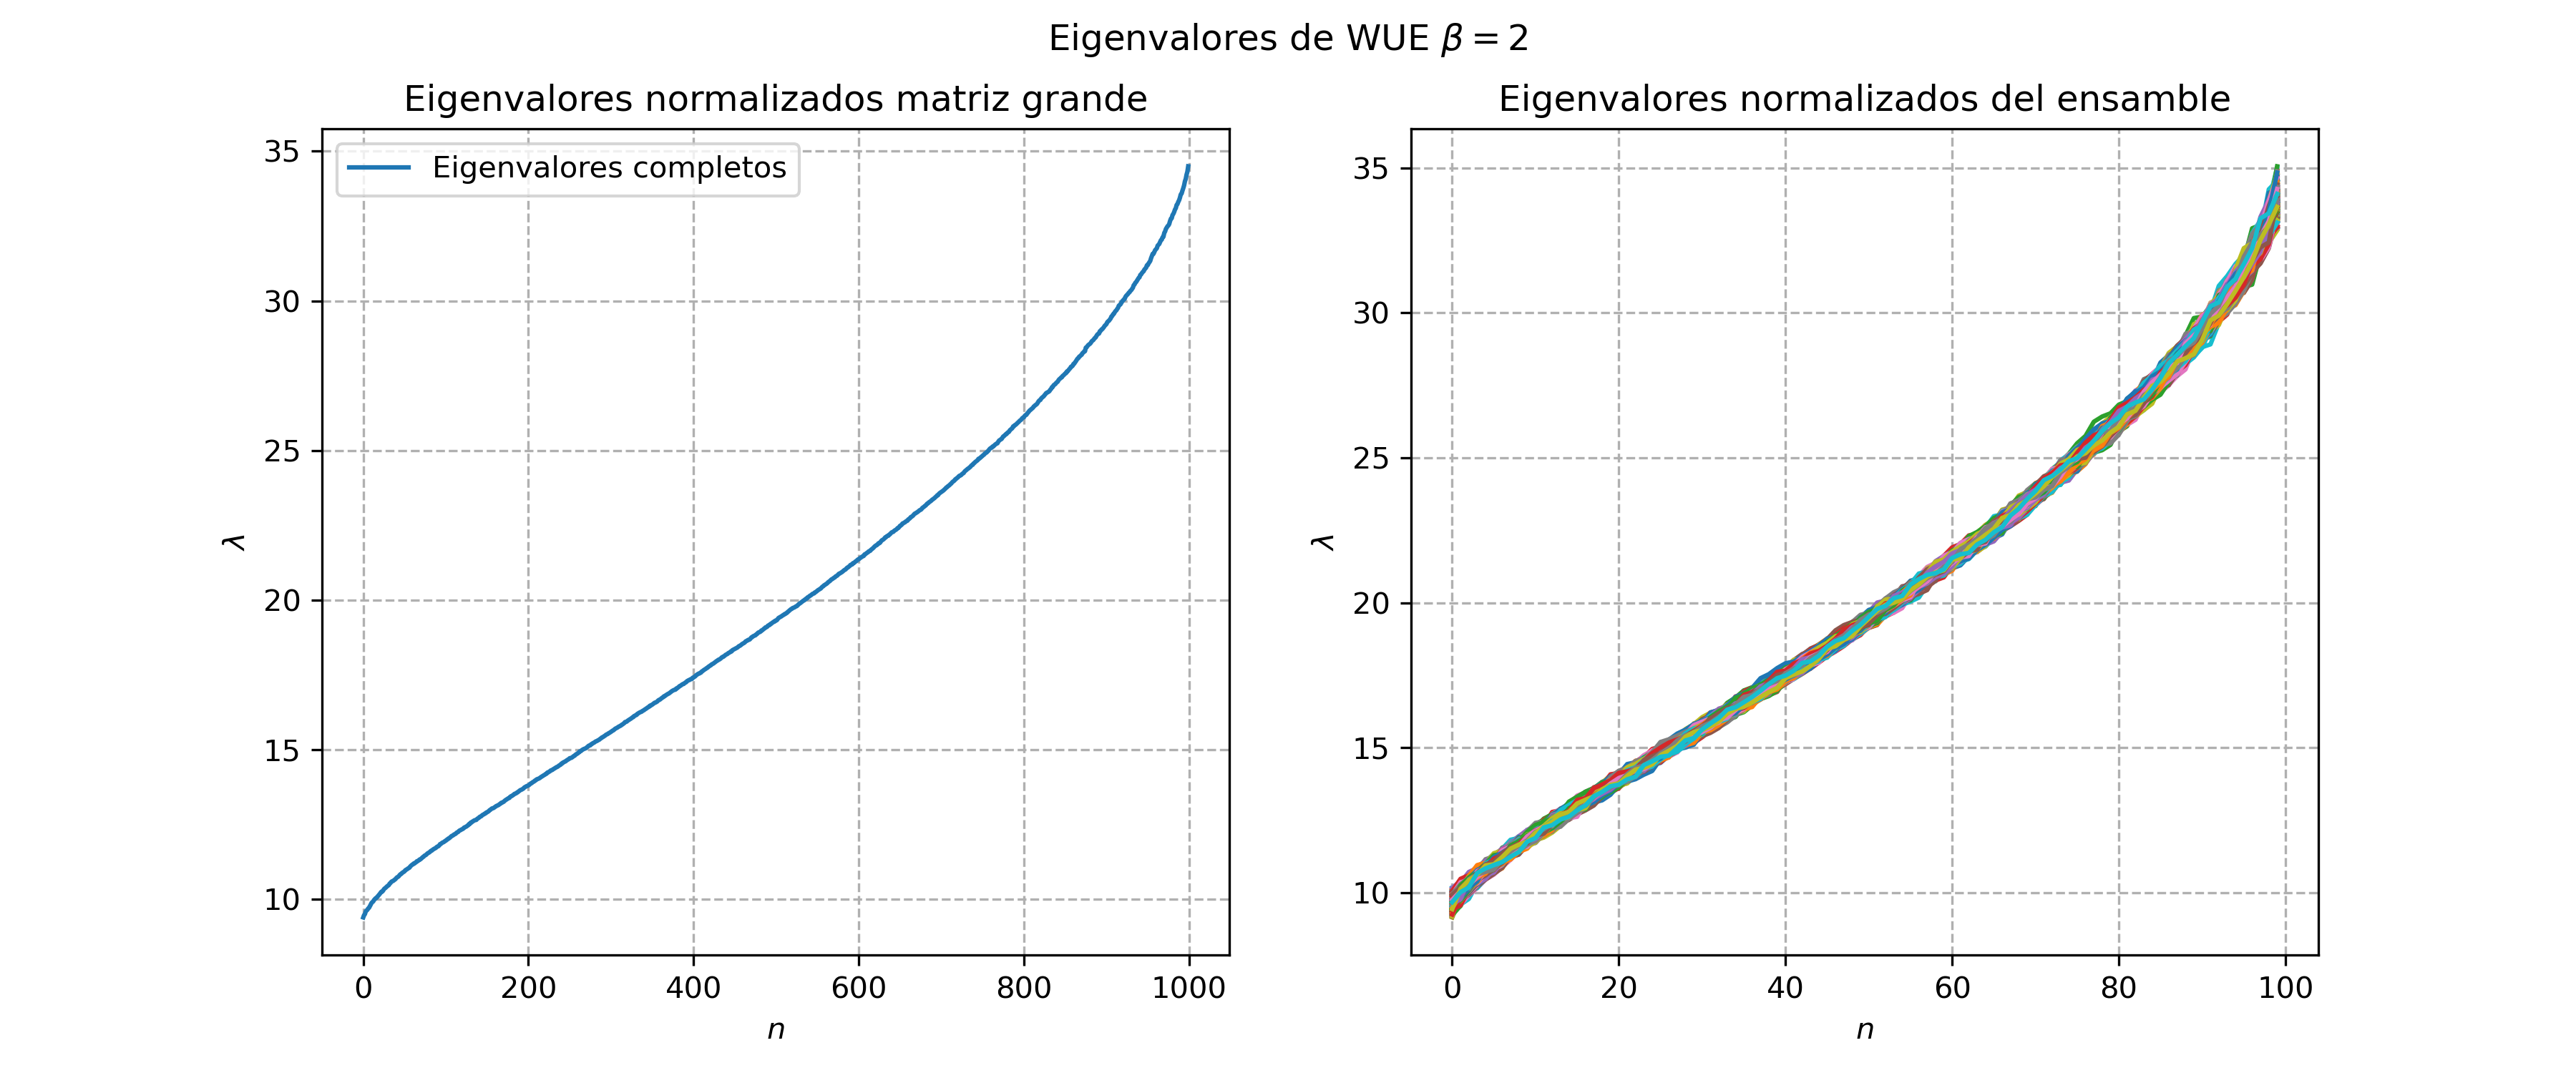 Eigenvalores de WUE β = 2
Eigenvalores normalizados matriz grande
Eigenvalores completos
35
30
25
20
15
10
λ
0 200 400 600 800 1000
n
Eigenvalores normalizados del ensamble
35
30
25
20
15
10
λ
0 20 40 60 80 100
n